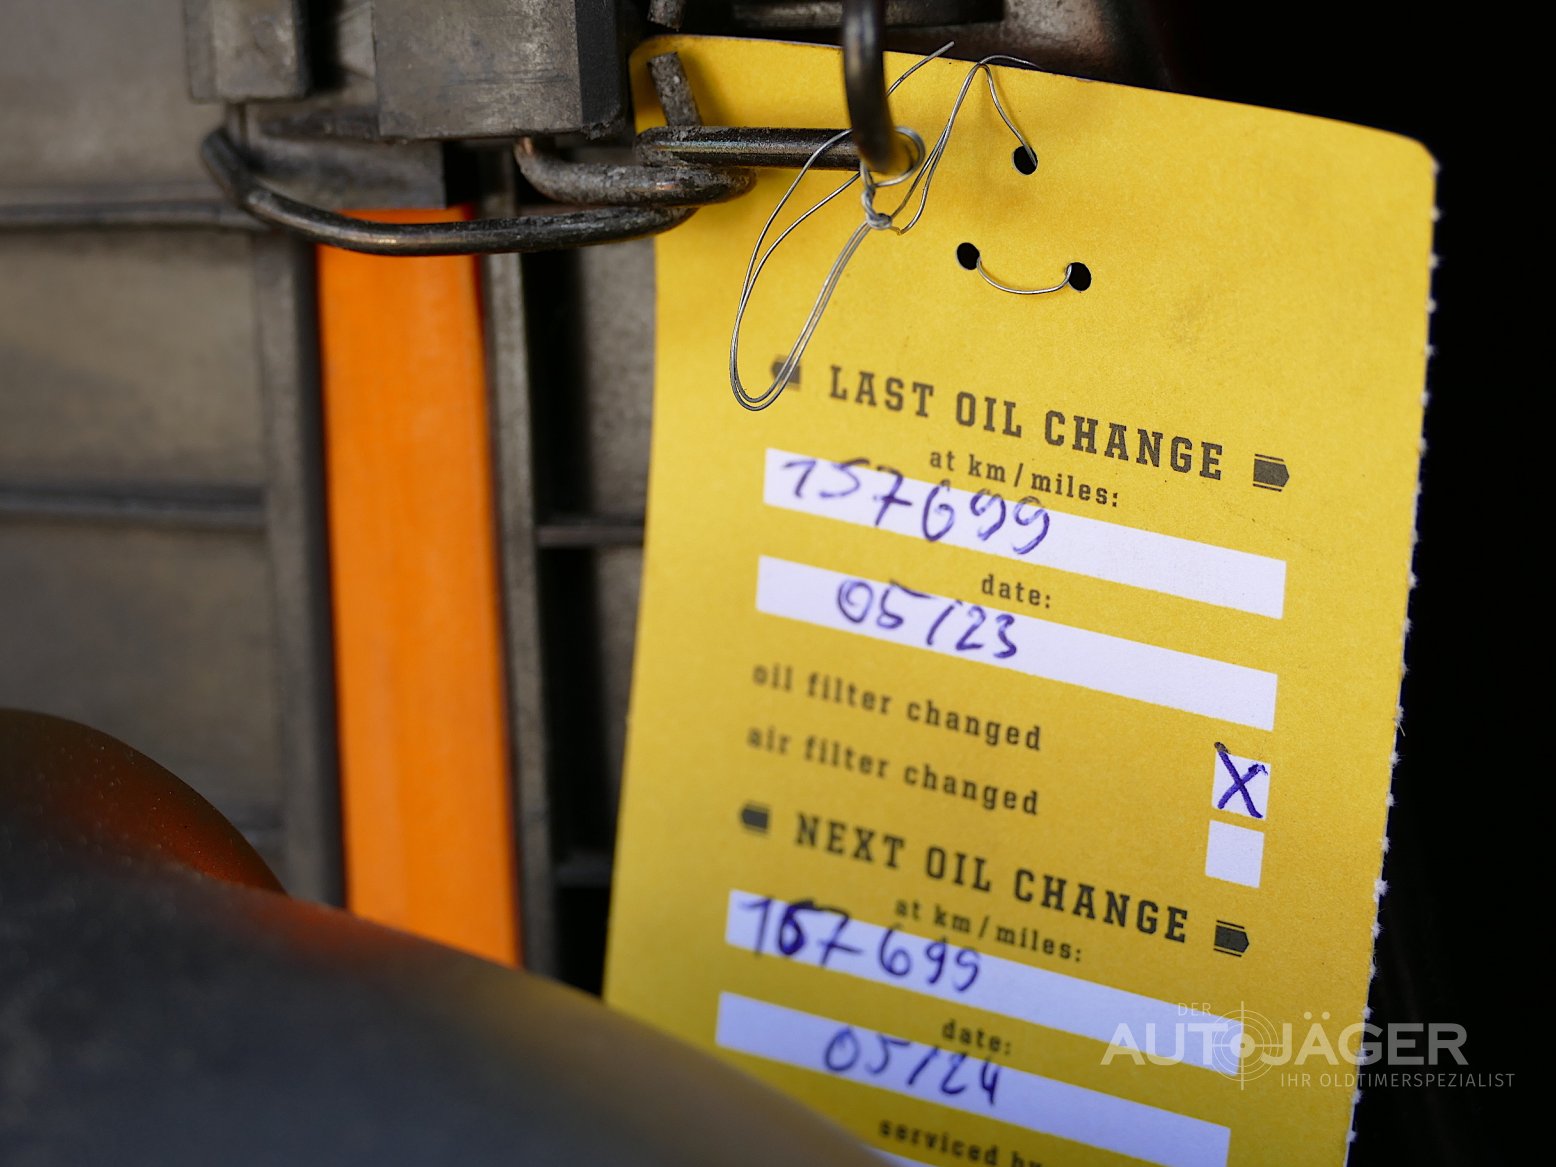 LAST OIL CHANGE
at km/miles:
157699
date:
05/23
oil filter changed
X
air filter changed
NEXT OIL CHANGE
at km/miles:
167699
date:
05/24
serviced
DER
AUTOJÄGER
IHR OLDTIMERSPEZIALIST